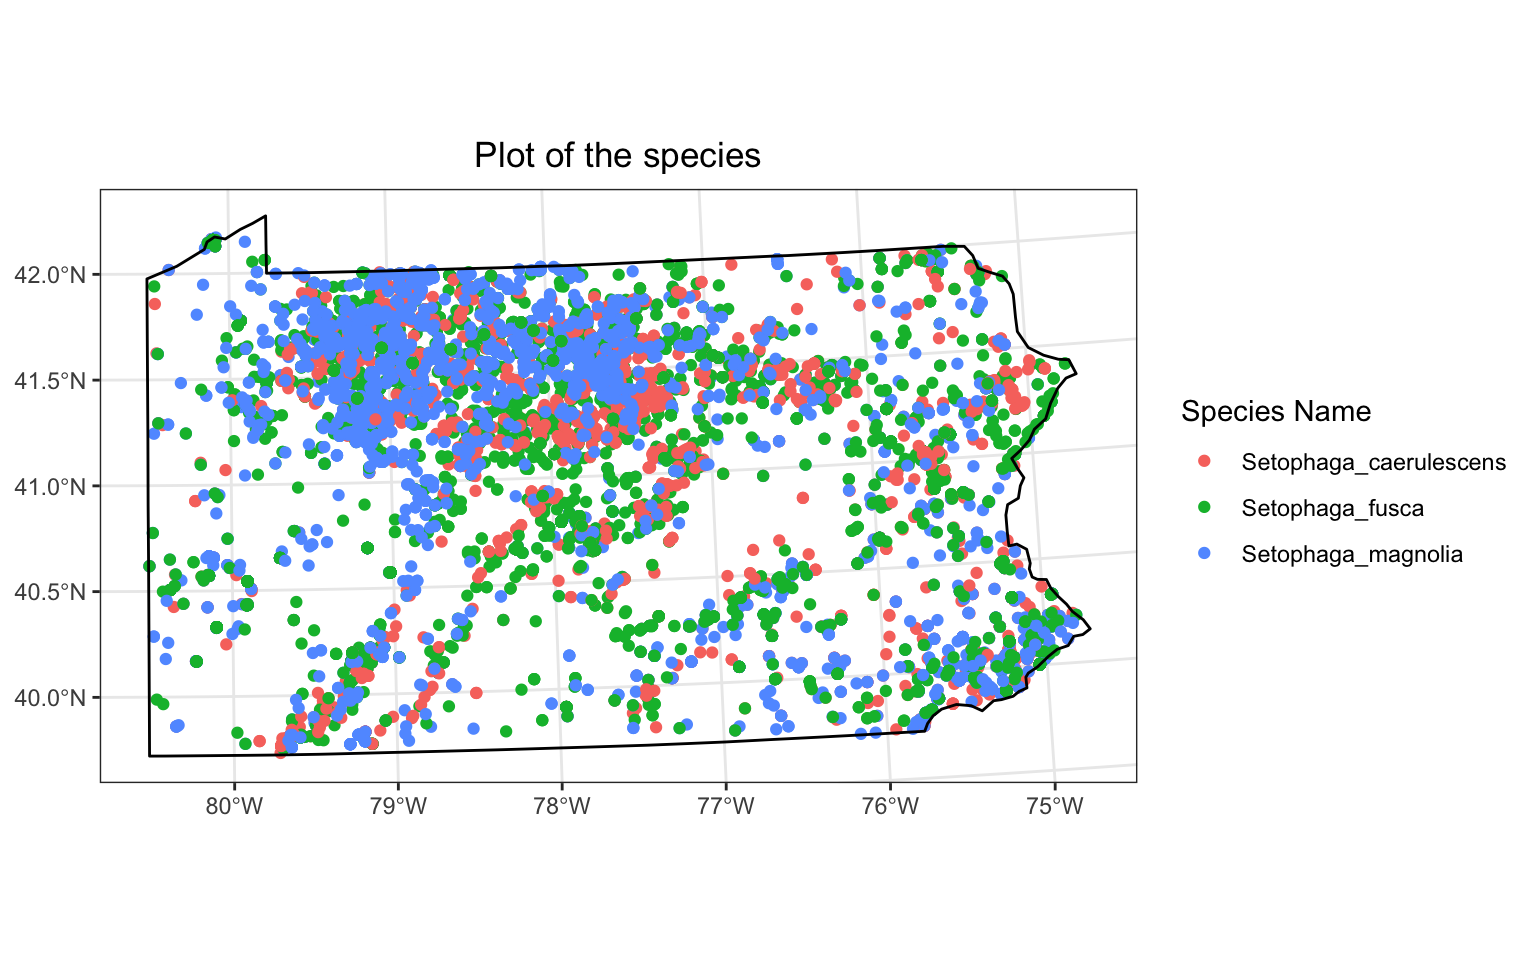 Plot of the species
42.0°N
41.5°N
41.0°N
40.5°N
40.0°N
80°W
79°W
78°W
77°W
76°W
75°W
Species Name
Setophaga_caerulescens
Setophaga_fusca
Setophaga_magnolia